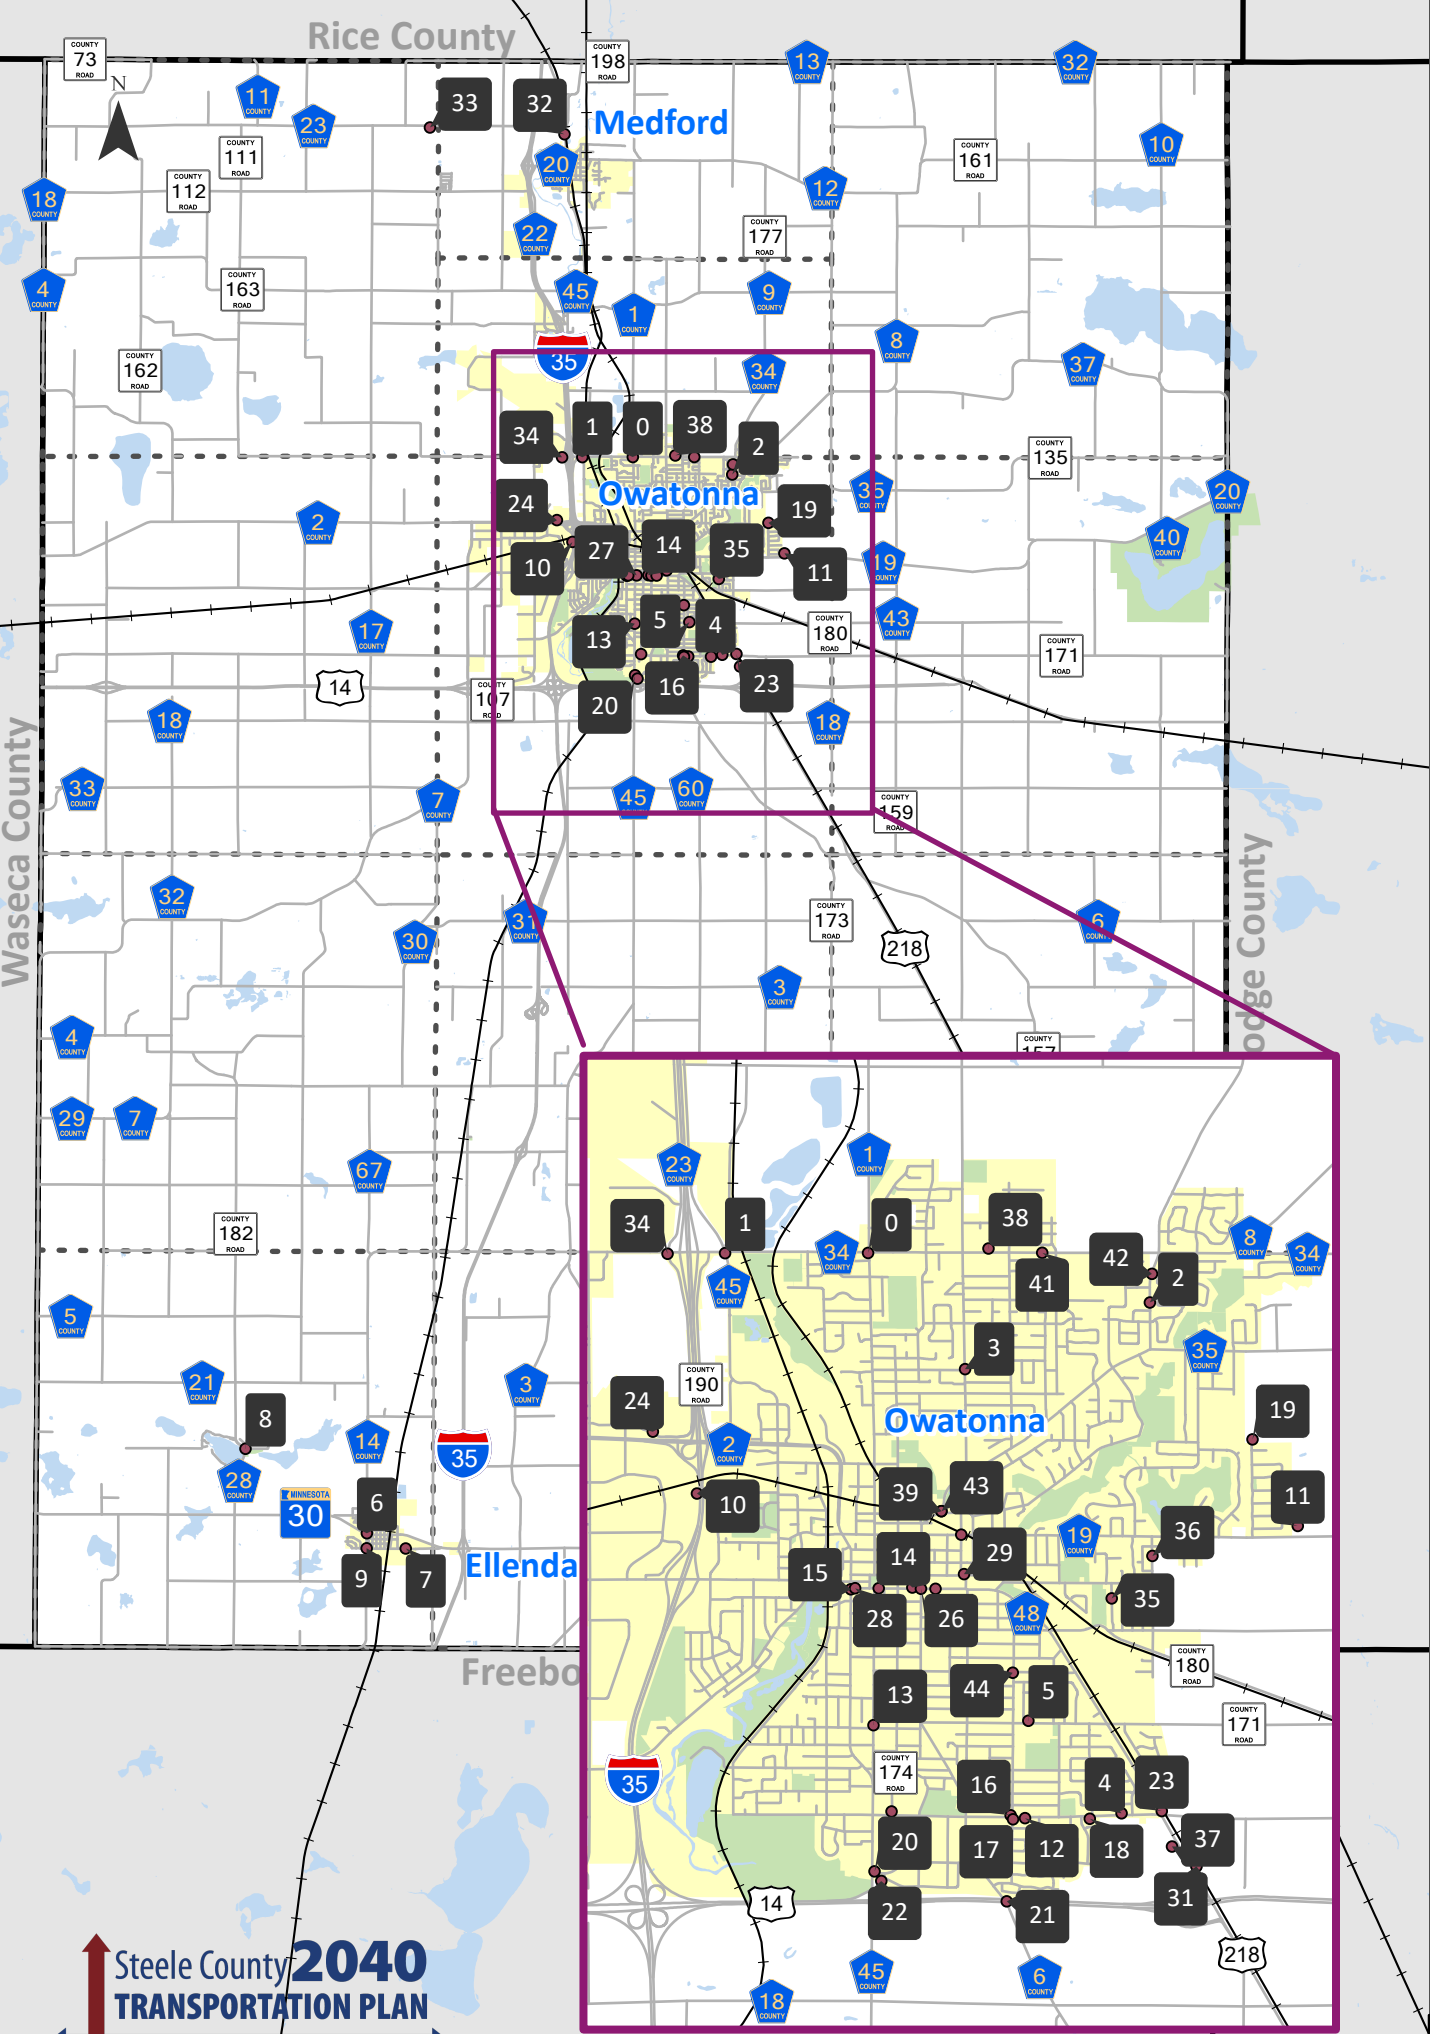 Rice County
COUNTY 73 ROAD
N
COUNTY 198 ROAD
13 COUNTY
32 COUNTY
11 COUNTY
23 COUNTY
33
32
Medford
COUNTY 111 ROAD
COUNTY 112 ROAD
20 COUNTY
COUNTY 161 ROAD
10 COUNTY
18 COUNTY
12 COUNTY
22 COUNTY
COUNTY 177 ROAD
4 COUNTY
COUNTY 163 ROAD
45 COUNTY
1 COUNTY
9 COUNTY
8 COUNTY
COUNTY 162 ROAD
35
34 COUNTY
37 COUNTY
34
1
0
38
2
COUNTY 135 ROAD
Owatonna
24
19
35 COUNTY
20 COUNTY
2 COUNTY
40 COUNTY
10
27
14
35
11
19 COUNTY
17 COUNTY
13
5
4
COUNTY 180 ROAD
43 COUNTY
COUNTY 171 ROAD
14
COUNTY 107 ROAD
20
16
23
18 COUNTY
18 COUNTY
Waseca County
33 COUNTY
7 COUNTY
45 COUNTY
60 COUNTY
COUNTY 159 ROAD
32 COUNTY
30 COUNTY
31 COUNTY
COUNTY 173 ROAD
218
6 COUNTY
odge County
3 COUNTY
4 COUNTY
COUNTY 157
29 COUNTY
7 COUNTY
67 COUNTY
COUNTY 182 ROAD
5 COUNTY
21 COUNTY
8
3 COUNTY
14 COUNTY
35
28 COUNTY
MINNESOTA 30
6
9
7
Ellenda
Freebo
23 COUNTY
1 COUNTY
34
1
34 COUNTY
0
38
42
2
8 COUNTY
34 COUNTY
45 COUNTY
41
3
35 COUNTY
COUNTY 190 ROAD
24
Owatonna
19
2 COUNTY
10
39
43
11
36
19 COUNTY
15
14
29
35
28
26
48 COUNTY
COUNTY 180 ROAD
13
44
5
COUNTY 171 ROAD
35
COUNTY 174 ROAD
16
4
23
20
17
12
18
37
14
22
21
31
218
45 COUNTY
6 COUNTY
18 COUNTY
Steele County 2040
TRANSPORTATION PLAN